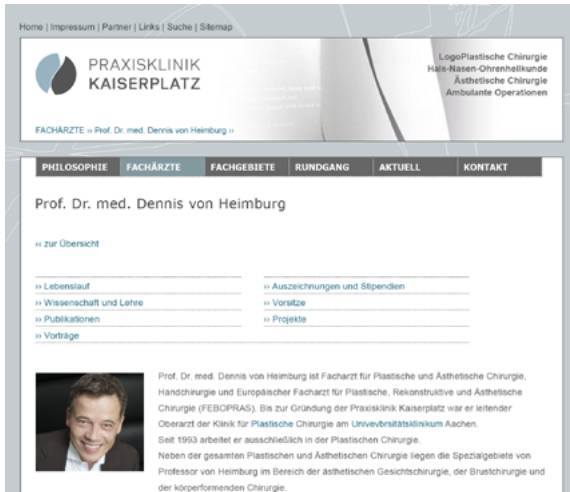 Home | Impressum | Partner | Links | Suche | Sitemap
PRAXISKLINIK
KAISERPLATZ
LogoPlastische Chirurgie
Hals-Nasen-Ohrenheilkunde
Ästhetische Chirurgie
Ambulante Operationen
FACHÄRZTE ›› Prof. Dr. med. Dennis von Heimburg ››
PHILOSOPHIE FACHÄRZTE FACHGEBIETE RUNDGANG AKTUELL KONTAKT
Prof. Dr. med. Dennis von Heimburg
‹‹ zur Übersicht
›› Lebenslauf
›› Wissenschaft und Lehre
›› Publikationen
›› Vorträge
›› Auszeichnungen und Stipendien
›› Vorsitze
›› Projekte
Prof. Dr. med. Dennis von Heimburg ist Facharzt für Plastische und Ästhetische Chirurgie,
Handchirurgie und Europäischer Facharzt für Plastische, Rekonstruktive und Ästhetische
Chirurgie (FEBOPRAS). Bis zur Gründung der Praxisklinik Kaiserplatz war er leitender
Oberarzt der Klinik für Plastische Chirurgie am Univevbrsitätsklinikum Aachen.
Seit 1993 arbeitet er ausschließlich in der Plastischen Chirurgie.
Neben der gesamten Plastischen und Ästhetischen Chirurgie liegen die Spezialgebiete von
Professor von Heimburg im Bereich der ästhetischen Gesichtschirurgie, der Brustchirurgie und
der körperformenden Chirurgie.